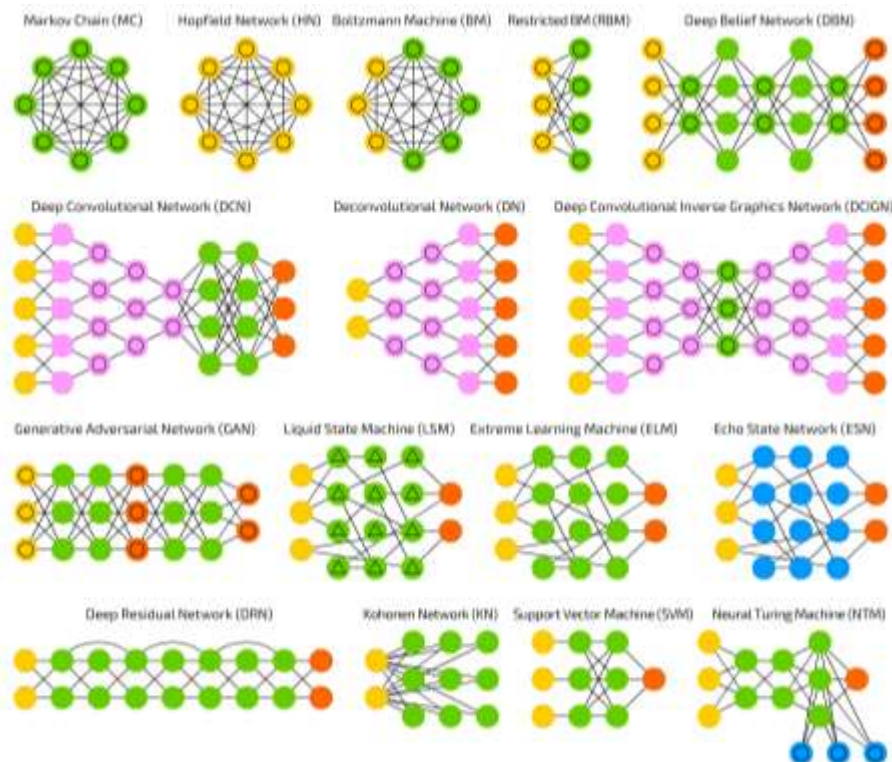 Markov Chain (MC)
Hopfield Network (HN)
Boltzmann Machine (BM)
Restricted BM (RBM)
Deep Belief Network (DBN)
Deep Convolutional Network (DCN)
Deconvolutional Network (DN)
Deep Convolutional Inverse Graphics Network (DCIGN)
Generative Adversarial Network (GAN)
Liquid State Machine (LSM)
Extreme Learning Machine (ELM)
Echo State Network (ESN)
Deep Residual Network (DRN)
Kohonen Network (KN)
Support Vector Machine (SVM)
Neural Turing Machine (NTM)